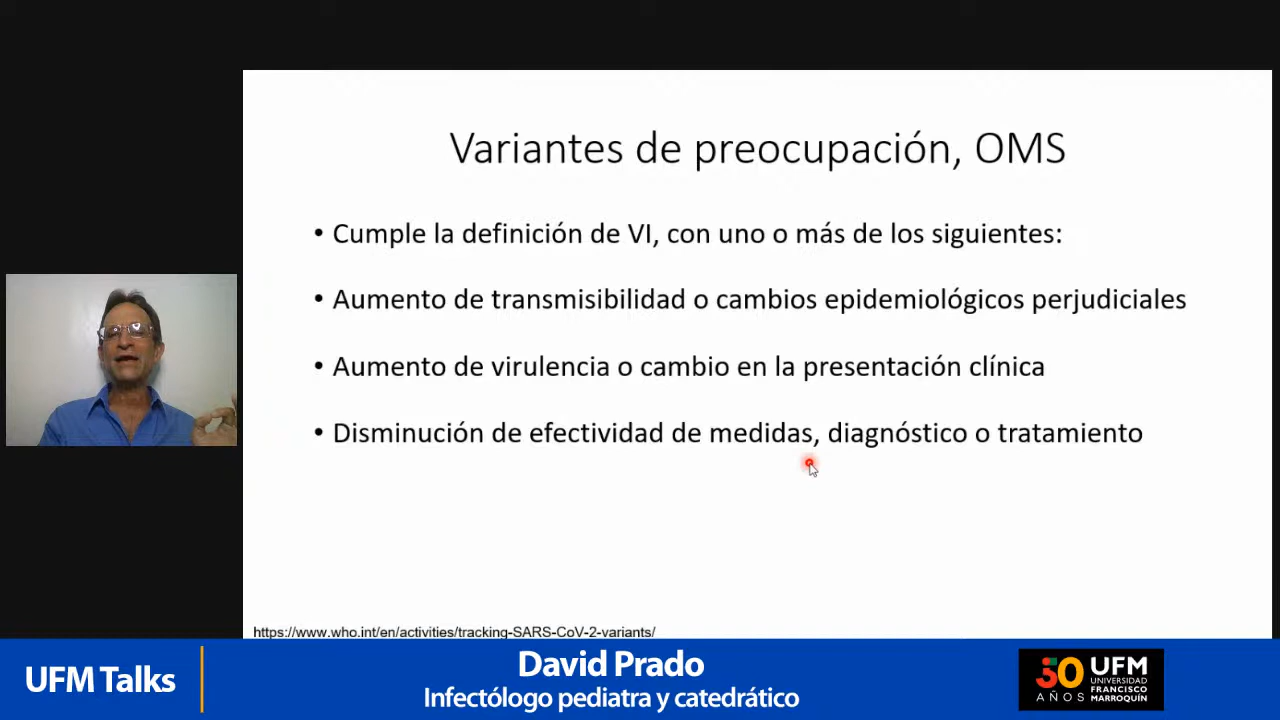 Variantes de preocupación, OMS
• Cumple la definición de VI, con uno o más de los siguientes:
• Aumento de transmisibilidad o cambios epidemiológicos perjudiciales
• Aumento de virulencia o cambio en la presentación clínica
• Disminución de efectividad de medidas, diagnóstico o tratamiento
https://www.who.int/en/activities/tracking-SARS-CoV-2-variants/
UFM Talks
David Prado
Infectólogo pediatra y catedrático
50
AÑOS
UFM
UNIVERSIDAD
FRANCISCO
MARROQUÍN